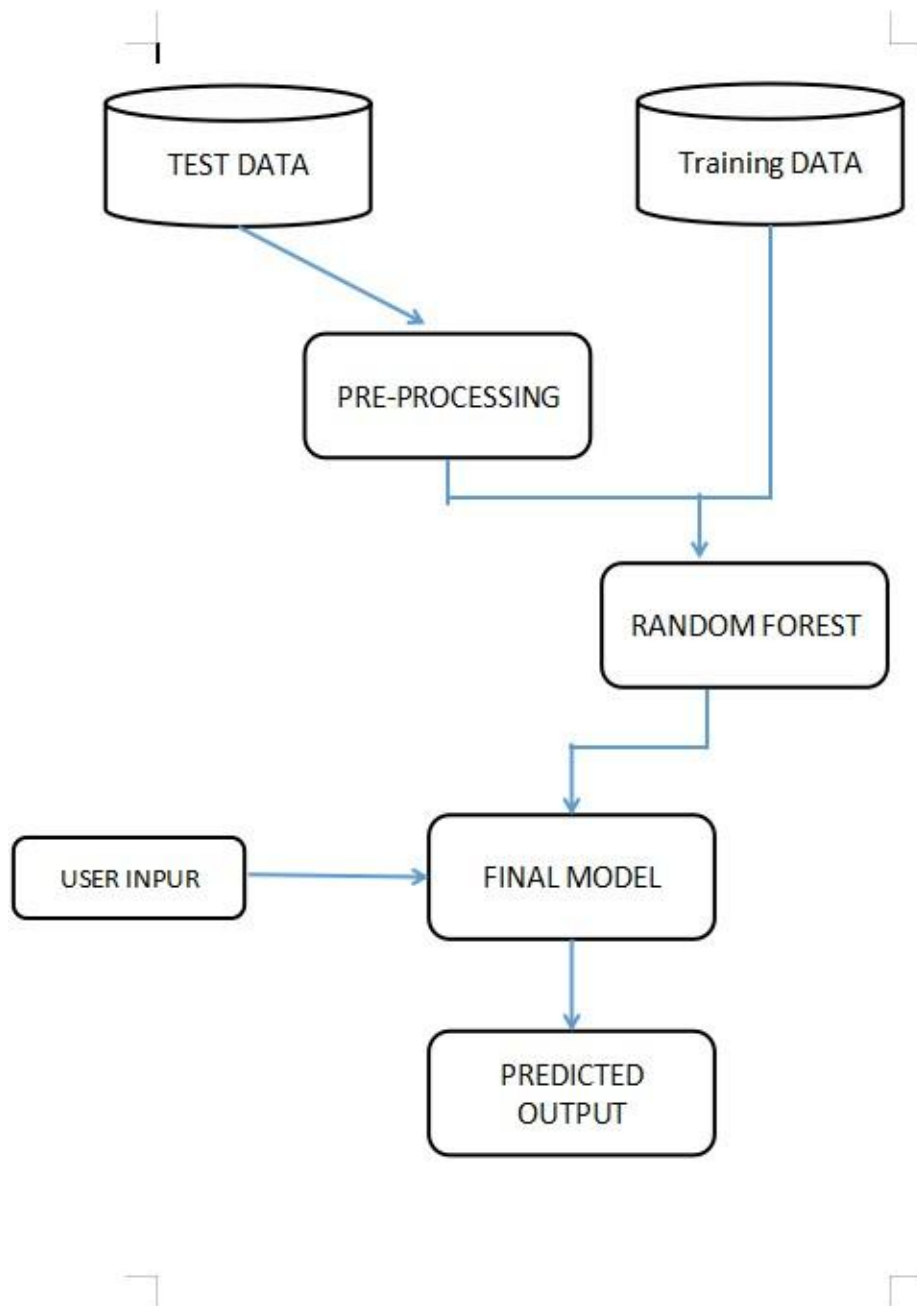 TEST DATA
Training DATA
PRE-PROCESSING
RANDOM FOREST
USER INPUR
FINAL MODEL
PREDICTED
OUTPUT